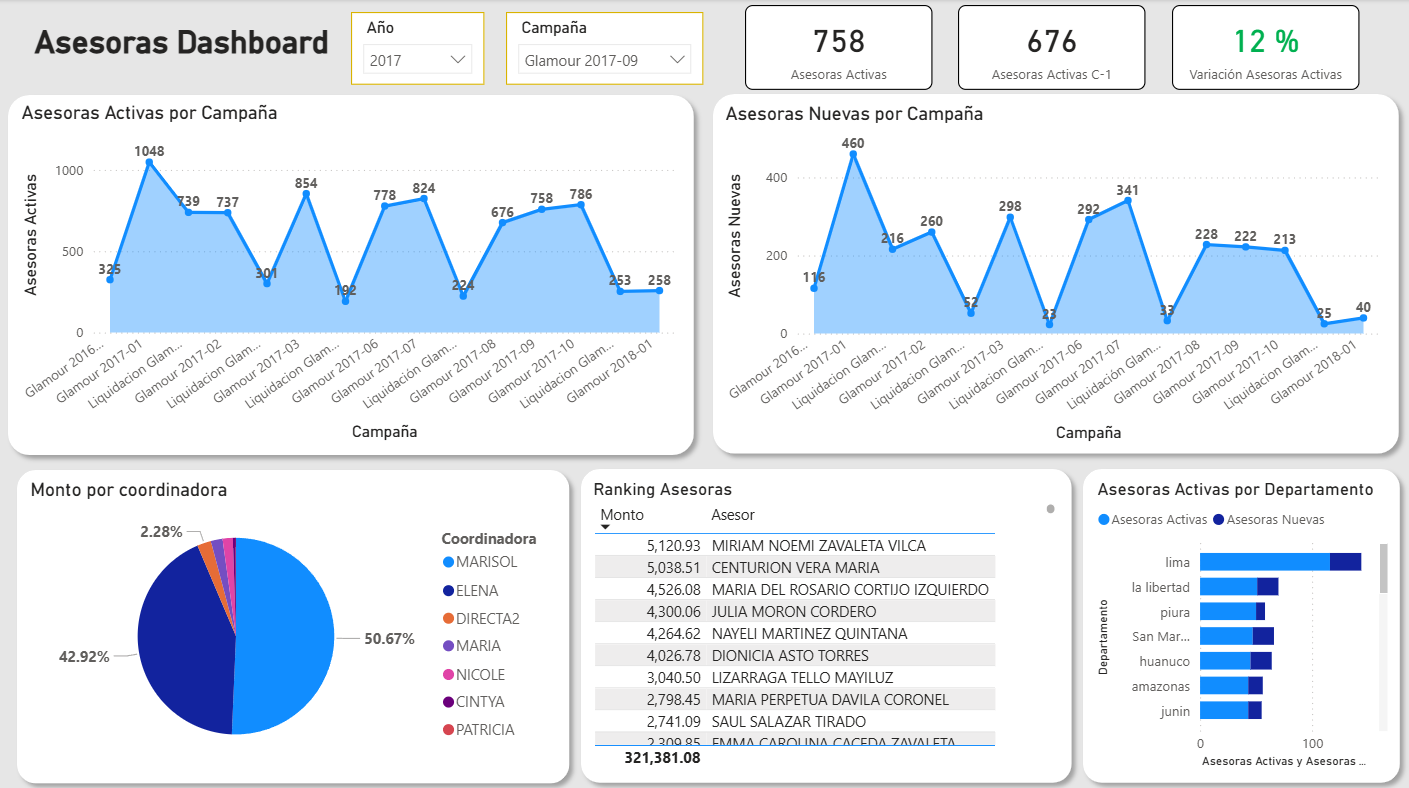 Asesoras Dashboard
Año
2017
Campaña
Glamour 2017-09
758
Asesoras Activas
676
Asesoras Activas C-1
12 %
Variación Asesoras Activas
Asesoras Activas por Campaña
Asesoras Activas
1000
500
0
325
1048
739
737
301
854
192
778
824
224
676
758
786
253
258
Glamour 2016...
Glamour 2017-01
Liquidacion Glam...
Glamour 2017-02
Liquidacion Glam...
Glamour 2017-03
Liquidacion Glam...
Glamour 2017-06
Glamour 2017-07
Liquidación Glam...
Glamour 2017-08
Glamour 2017-09
Glamour 2017-10
Liquidacion Glam...
Glamour 2018-01
Campaña
Asesoras Nuevas por Campaña
Asesoras Nuevas
400
200
0
116
460
216
260
52
298
23
292
341
33
228
222
213
25
40
Glamour 2016...
Glamour 2017-01
Liquidacion Glam...
Glamour 2017-02
Liquidacion Glam...
Glamour 2017-03
Liquidacion Glam...
Glamour 2017-06
Glamour 2017-07
Liquidación Glam...
Glamour 2017-08
Glamour 2017-09
Glamour 2017-10
Liquidacion Glam...
Glamour 2018-01
Campaña
Monto por coordinadora
2.28%
42.92%
50.67%
Coordinadora
MARISOL
ELENA
DIRECTA2
MARIA
NICOLE
CINTYA
PATRICIA
Ranking Asesoras
Monto Asesor
5,120.93 MIRIAM NOEMI ZAVALETA VILCA
5,038.51 CENTURION VERA MARIA
4,526.08 MARIA DEL ROSARIO CORTIJO IZQUIERDO
4,300.06 JULIA MORON CORDERO
4,264.62 NAYELI MARTINEZ QUINTANA
4,026.78 DIONICIA ASTO TORRES
3,040.50 LIZARRAGA TELLO MAYILUZ
2,798.45 MARIA PERPETUA DAVILA CORONEL
2,741.09 SAUL SALAZAR TIRADO
2,309.85 EMMA CAROLINA CACEDA ZAVALETA
321,381.08
Asesoras Activas por Departamento
Asesoras Activas Asesoras Nuevas
Departamento
lima
la libertad
piura
San Mar...
huanuco
amazonas
junin
0 100
Asesoras Activas y Asesoras ...